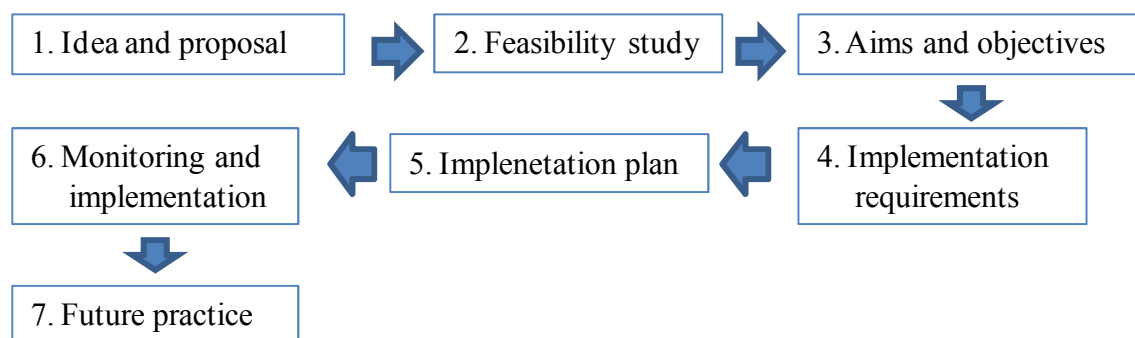 1. Idea and proposal
2. Feasibility study
3. Aims and objectives
4. Implementation
requirements
5. Implenetation plan
6. Monitoring and
implementation
7. Future practice